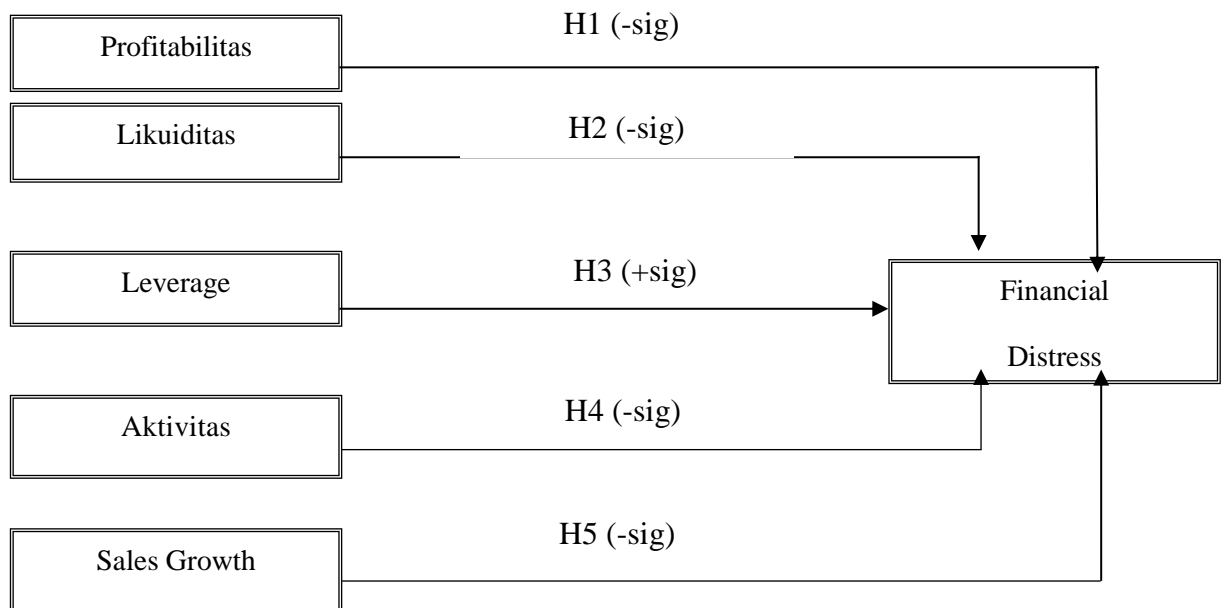 H1 (-sig)
Profitabilitas
H2 (-sig)
Likuiditas
H3 (+sig)
Leverage
Financial
Distress
H4 (-sig)
Aktivitas
H5 (-sig)
Sales Growth